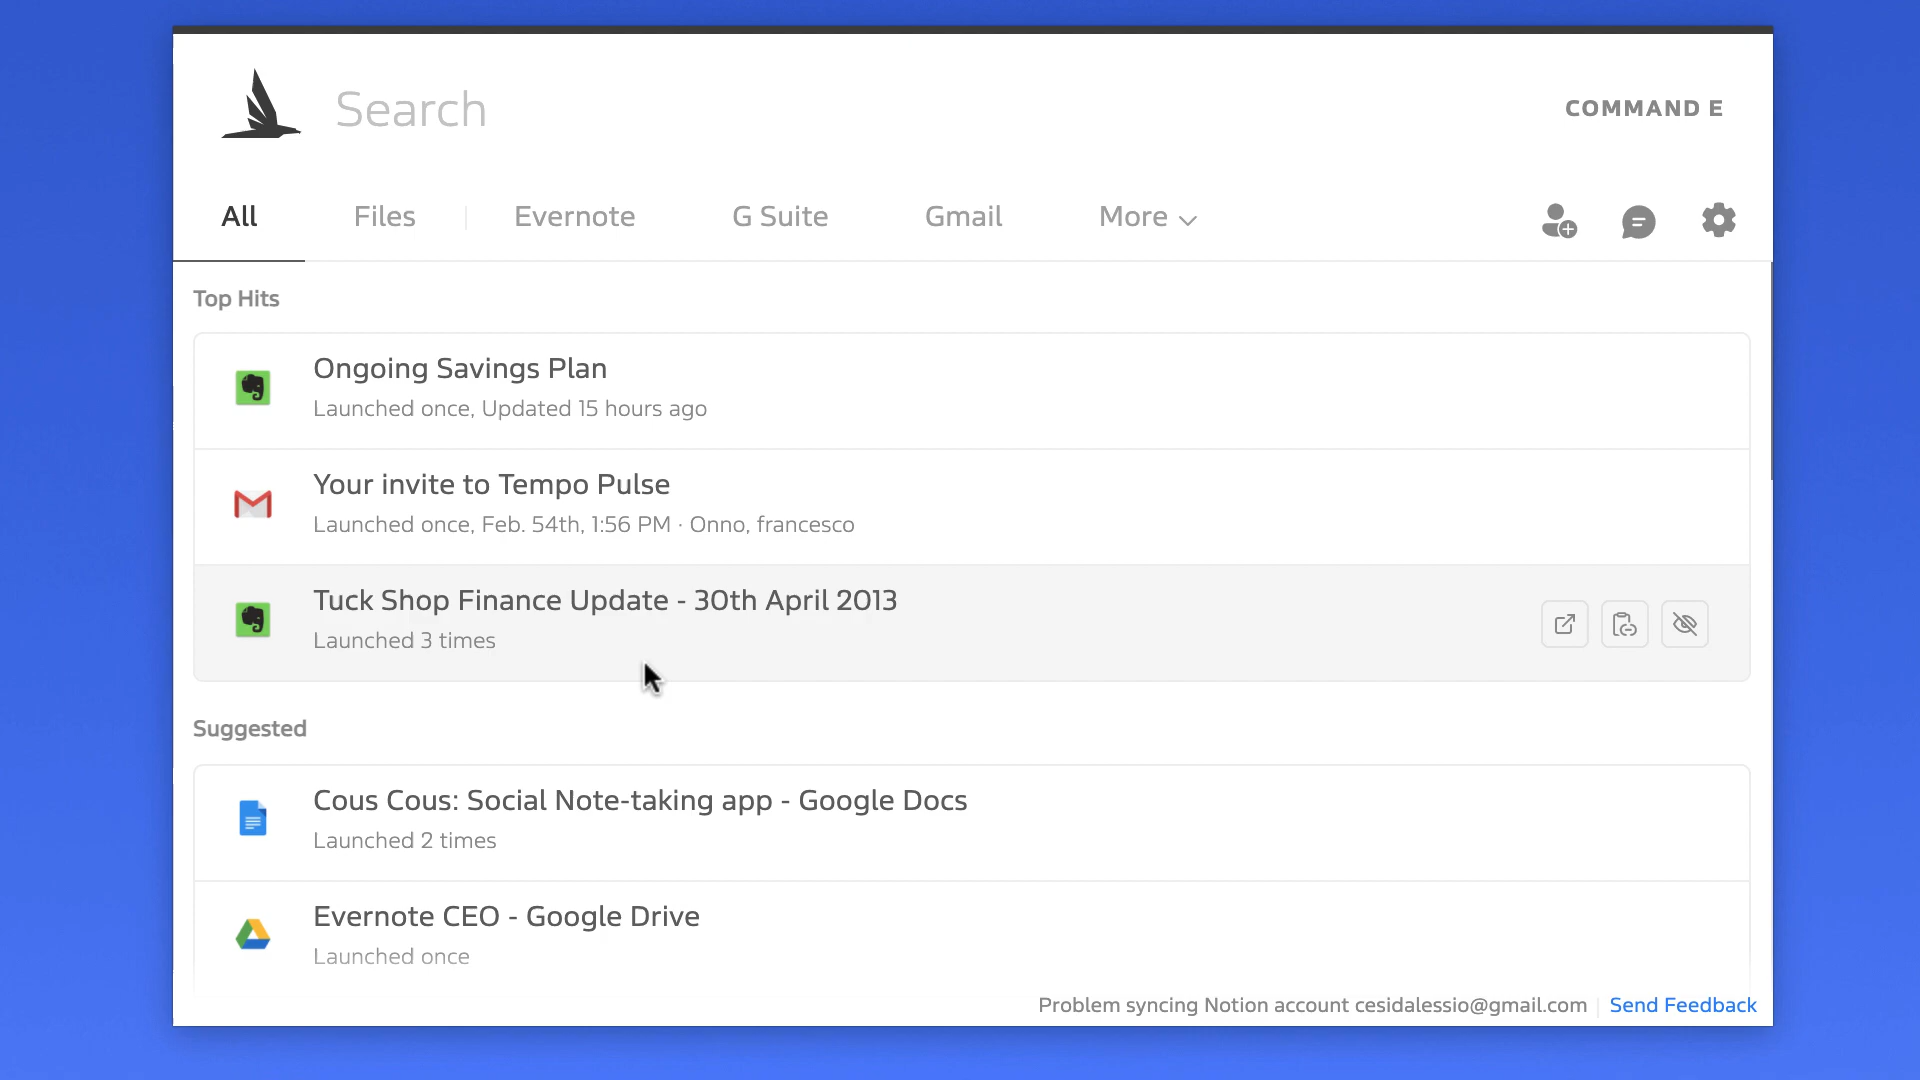 Search
COMMAND E
All
Files
Evernote
G Suite
Gmail
More
Top Hits
Ongoing Savings Plan
Launched once, Updated 15 hours ago
Your invite to Tempo Pulse
Launched once, Feb. 54th, 1:56 PM · Onno, francesco
Tuck Shop Finance Update - 30th April 2013
Launched 3 times
Suggested
Cous Cous: Social Note-taking app - Google Docs
Launched 2 times
Evernote CEO - Google Drive
Launched once
Problem syncing Notion account cesidalessio@gmail.com
Send Feedback